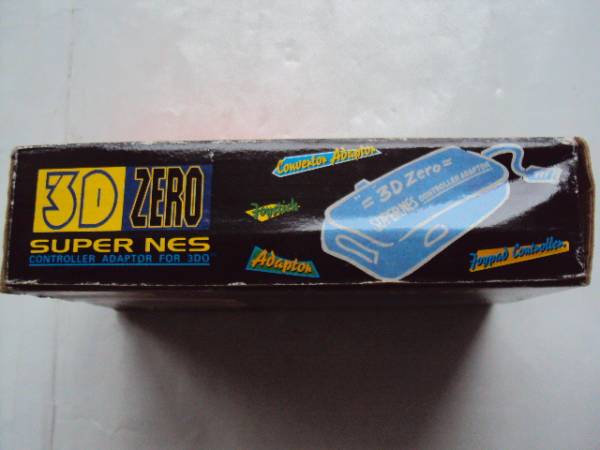 3D ZERO
SUPER NES
CONTROLLER ADAPTOR FOR 3DO
Convertor Adaptor
Joystick
Adaptor
"= 3D Zero =
SUPER NES CONTROLLER ADAPTOR
Joypad Controller